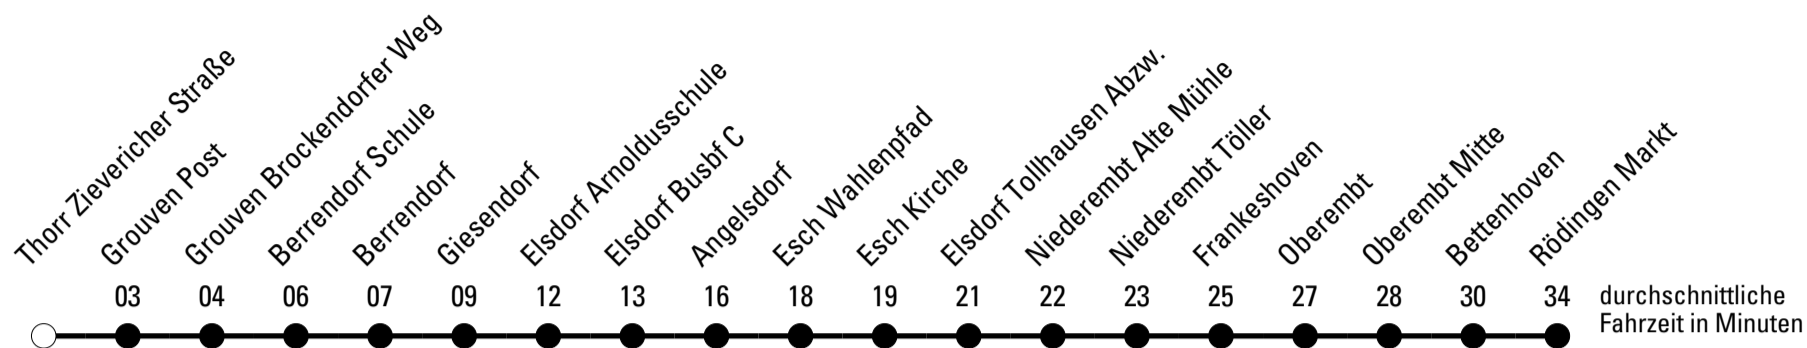 Thorr Zievericher Straße
Grouven Post
Grouven Brockendorfer Weg
Berrendorf Schule
Berrendorf
Giesendorf
Elsdorf Arnoldusschule
Elsdorf Busbf C
Angelsdorf
Esch Wahlenpfad
Esch Kirche
Elsdorf Tollhausen Abzw.
Niederembt Alte Mühle
Niederembt Töller
Frankeshoven
Oberembt
Oberembt Mitte
Bettenhoven
Rödingen Markt
03 04 06 07 09 12 13 16 18 19 21 22 23 25 27 28 30 34
durchschnittliche
Fahrzeit in Minuten